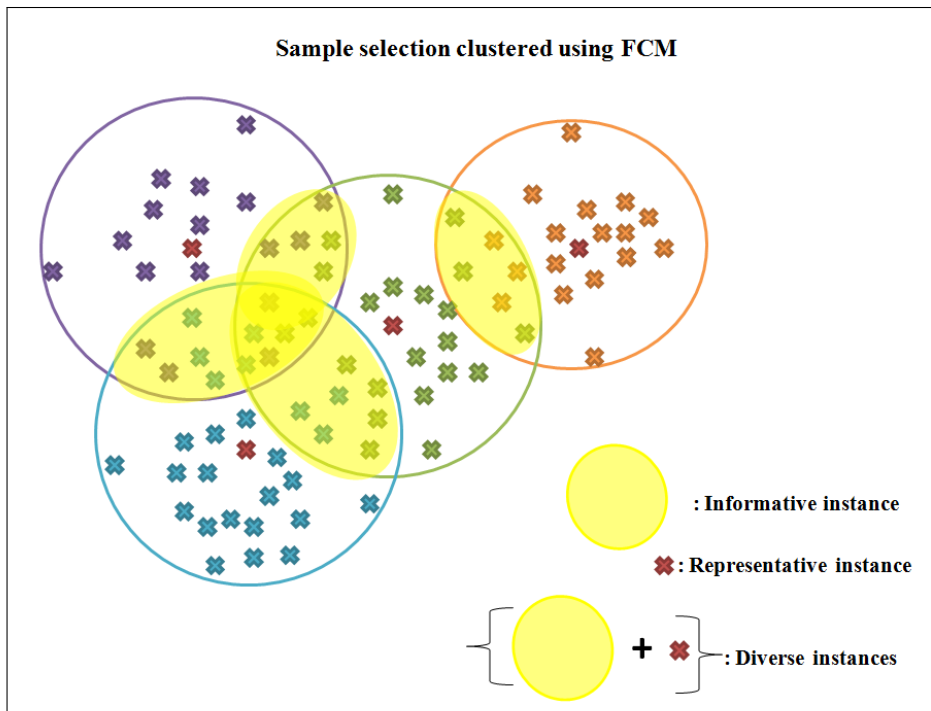 Sample selection clustered using FCM
: Informative instance
: Representative instance
+
: Diverse instances